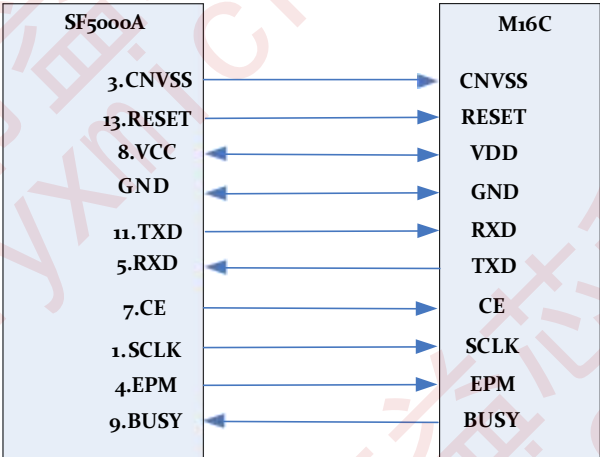 SF5000A M16C
3.CNVSS CNVSS
13.RESET RESET
8.VCC VDD
GND GND
11.TXD RXD
5.RXD TXD
7.CE CE
1.SCLK SCLK
4.EPM EPM
9.BUSY BUSY